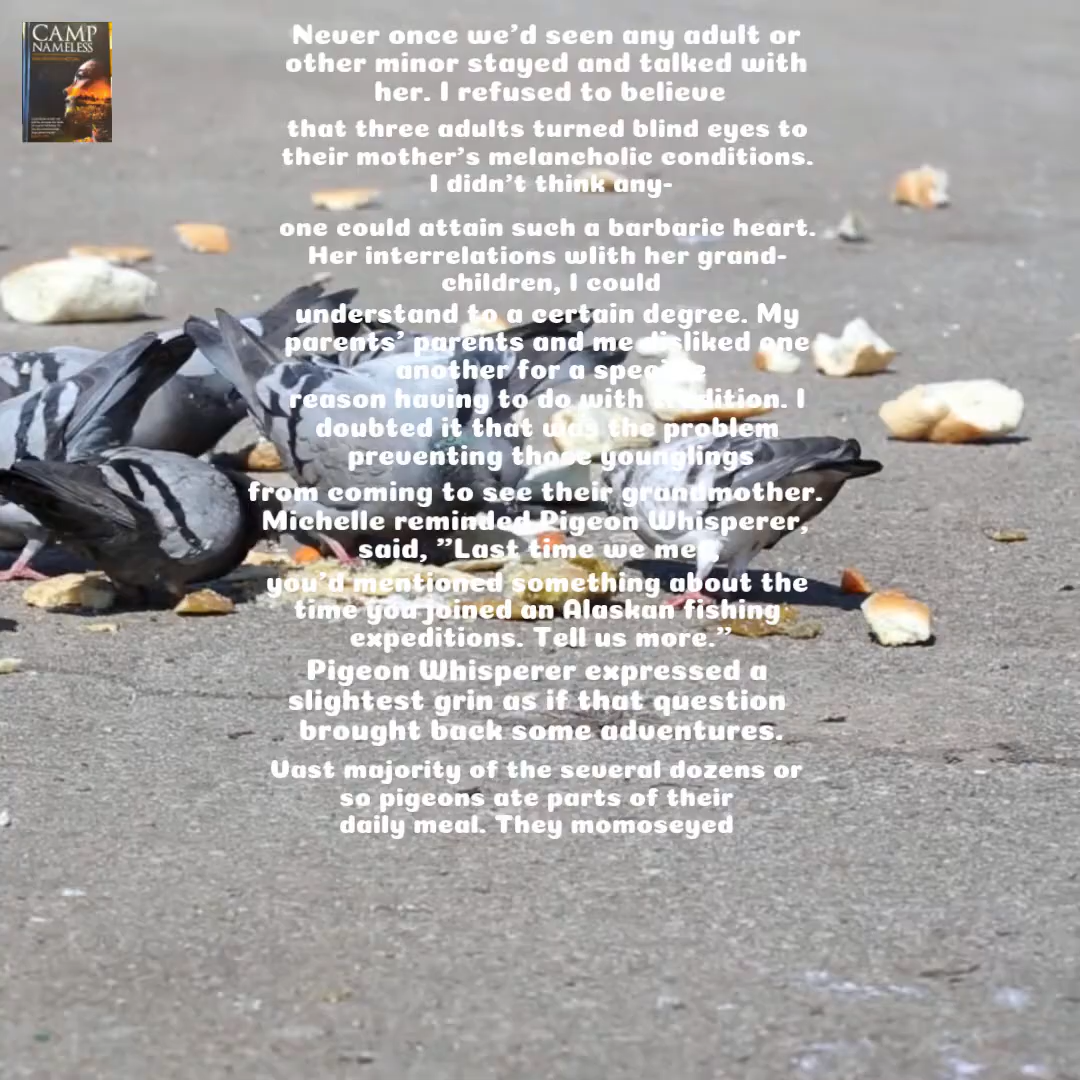 CAMP
NAMELESS
Never once we'd seen any adult or
other minor stayed and talked with
her. I refused to believe
that three adults turned blind eyes to
their mother's melancholic conditions.
I didn't think any-
one could attain such a barbaric heart.
Her interrelations wlith her grand-
children, I could
understand to a certain degree. My
parents' parents and me disliked one
another for a specific
reason having to do with tradition. I
doubted it that was the problem
preventing those younglings
from coming to see their grandmother.
Michelle reminded Pigeon Whisperer,
said, "Last time we met,
you'd mentioned something about the
time you joined an Alaskan fishing
expeditions. Tell us more."
Pigeon Whisperer expressed a
slightest grin as if that question
brought back some adventures.
Vast majority of the several dozens or
so pigeons ate parts of their
daily meal. They momoseyed